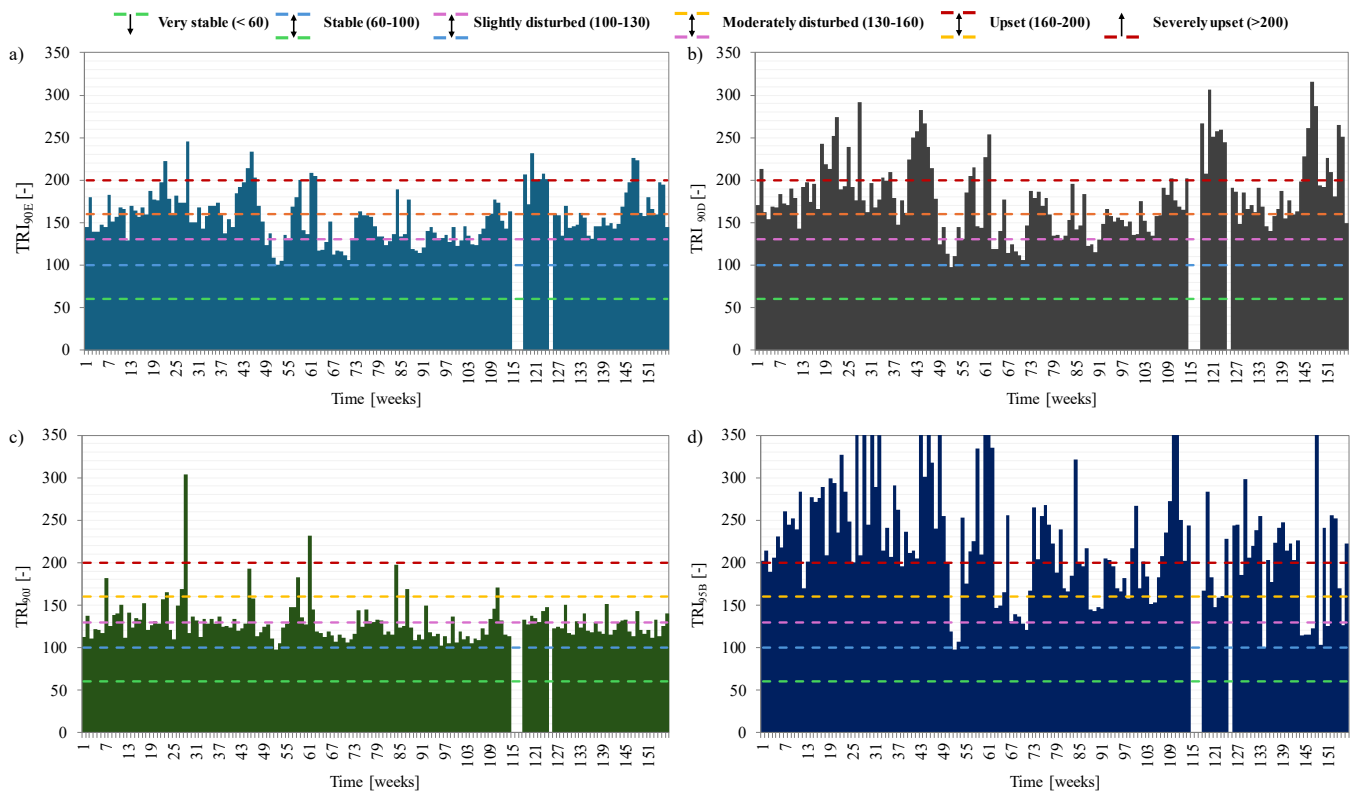 Very stable (< 60) Stable (60-100) Slightly disturbed (100-130) Moderately disturbed (130-160) Upset (160-200) Severely upset (>200)
a)
350
300
250
200
150
100
50
0
TRI90E [-]
1 7 13 19 25 31 37 43 49 55 61 67 73 79 85 91 97 103 109 115 121 127 133 139 145 151
Time [weeks]
b)
350
300
250
200
150
100
50
0
TRI 90D [-]
1 7 13 19 25 31 37 43 49 55 61 67 73 79 85 91 97 103 109 115 121 127 133 139 145 151
Time [weeks]
c)
350
300
250
200
150
100
50
0
TRI90J [-]
1 7 13 19 25 31 37 43 49 55 61 67 73 79 85 91 97 103 109 115 121 127 133 139 145 151
Time [weeks]
d)
350
300
250
200
150
100
50
0
TRI95B [-]
1 7 13 19 25 31 37 43 49 55 61 67 73 79 85 91 97 103 109 115 121 127 133 139 145 151
Time [weeks]